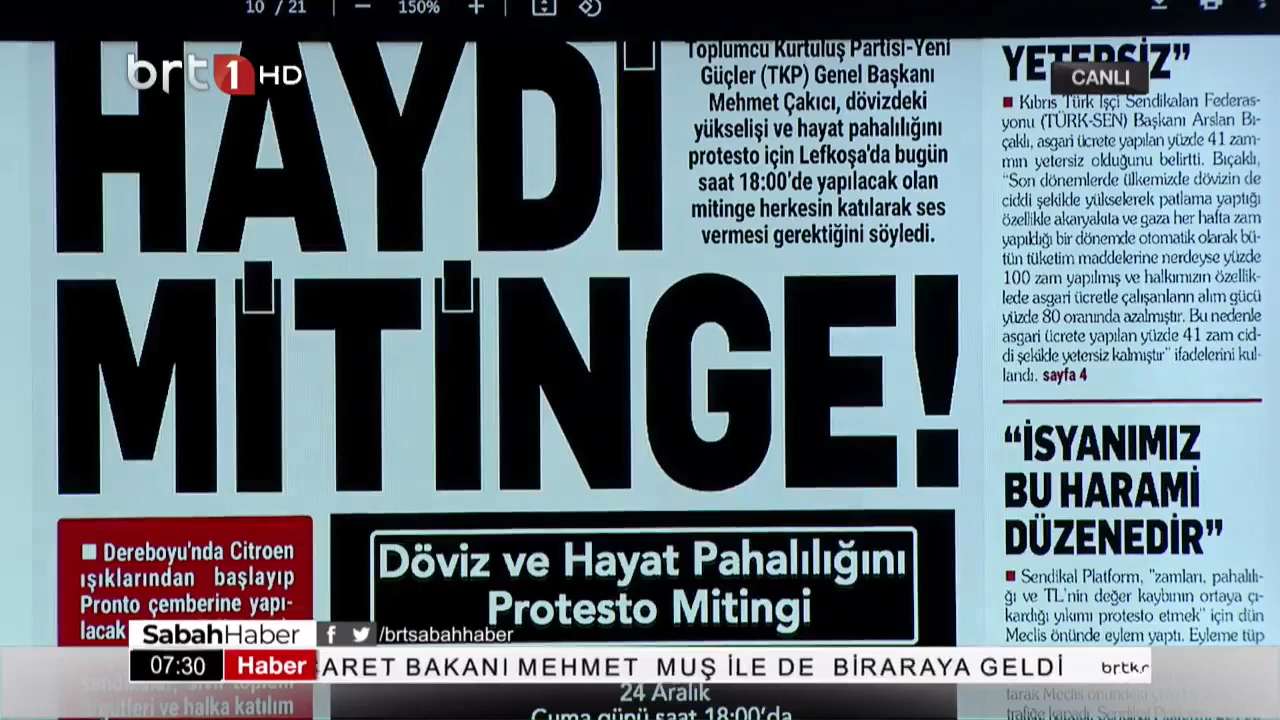 10 / 21
150%
brt 1 HD
CANLI
HAYDİ
MİTİNGE!
Toplumcu Kurtuluş Partisi-Yeni
Güçler (TKP) Genel Başkanı
Mehmet Çakıcı, dövizdeki
yükselişi ve hayat pahalılığını
protesto için Lefkoşa'da bugün
saat 18:00'de yapılacak olan
mitinge herkesin katılarak ses
vermesi gerektiğini söyledi.
YETERSİZ”
Kıbrıs Türk İşçi Sendikaları Federas-
yonu (TÜRK-SEN) Başkanı Arslan Bı-
çaklı, asgari ücrete yapılan yüzde 41 zam-
mın yetersiz olduğunu belirtti. Bıçaklı,
“Son dönemlerde ülkemizde dövizin de
ciddi şekilde yükselerek patlama yaptığı
özellikle akaryakıta ve gaza her hafta zam
yapıldığı bir dönemde otomatik olarak bü-
tün tüketim maddelerine nerdeyse yüzde
100 zam yapılmış ve halkımızın özellik-
lede asgari ücretle çalışanların alım gücü
yüzde 80 oranında azalmıştır. Bu nedenle
asgari ücrete yapılan yüzde 41 zam cid-
di şekilde yetersiz kalmıştır” ifadelerini kul-
landı. sayfa 4
“İSYANIMIZ
BU HARAMİ
DÜZENEDİR”
Sendikal Platform, "zamları, pahalılı-
ğı ve TL'nin değer kaybının ortaya çı-
kardığı yıkımı protesto etmek” için dün
Meclis önünde eylem yaptı. Eyleme tüp
Dereboyu'nda Citroen
ışıklarından başlayıp
Pronto çemberine yapı-
lacak
Döviz ve Hayat Pahalılığını
Protesto Mitingi
24 Aralık
Cuma günü saat 18:00'da
SabahHaber
/brtsabahhaber
07:30
Haber
CARET BAKANI MEHMET MUŞ İLE DE BİRARAYA GELDİ
brtk.